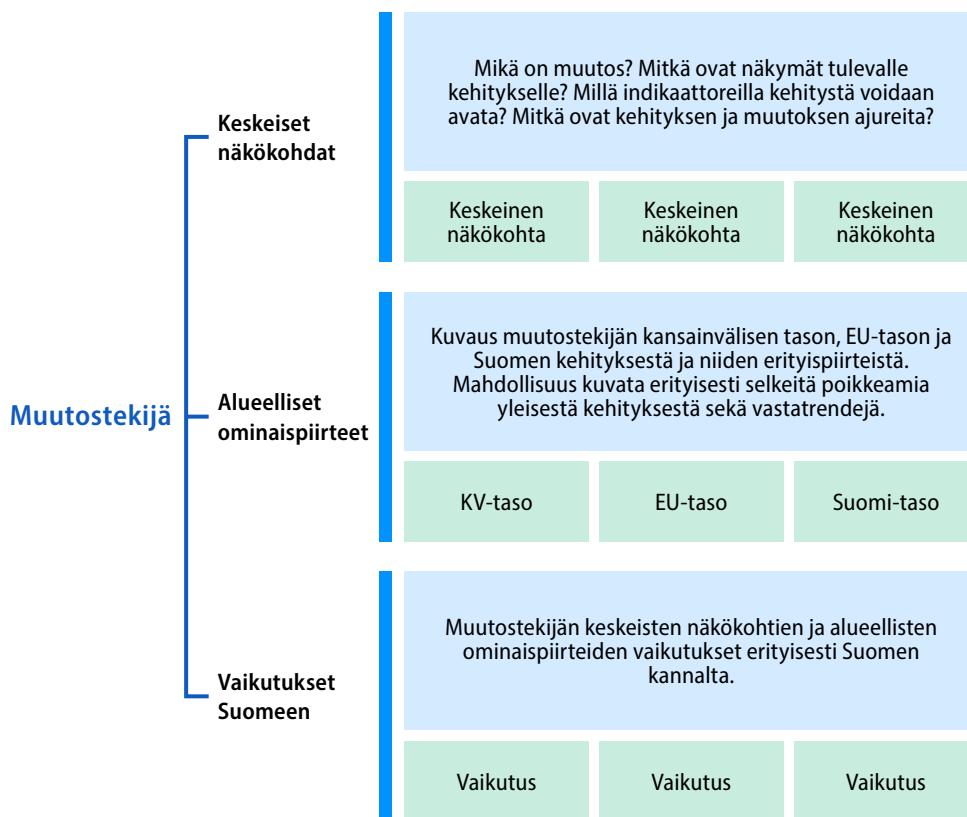 Muutostekijä
Keskeiset
näkökohdat
Mikä on muutos? Mitkä ovat näkymät tulevalle
kehitykselle? Millä indikaattoreilla kehitystä voidaan
avata? Mitkä ovat kehityksen ja muutoksen ajureita?
Keskeinen
näkökohta
Keskeinen
näkökohta
Keskeinen
näkökohta
Alueelliset
ominaispiirteet
Kuvaus muutostekijän kansainvälisen tason, EU-tason ja
Suomen kehityksestä ja niiden erityispiirteistä.
Mahdollisuus kuvata erityisesti selkeitä poikkeamia
yleisestä kehityksestä sekä vastatrendejä.
KV-taso
EU-taso
Suomi-taso
Vaikutukset
Suomeen
Muutostekijän keskeisten näkökohtien ja alueellisten
ominaispiirteiden vaikutukset erityisesti Suomen
kannalta.
Vaikutus
Vaikutus
Vaikutus